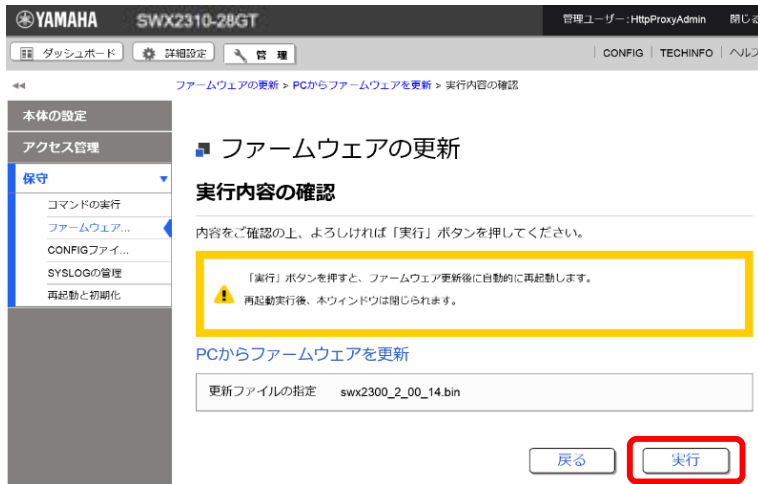 YAMAHA SWX2310-28GT 管理ユーザー:HttpProxyAdmin 閉じ
ダッシュボード 詳細設定 管 理 CONFIG TECHINFO ヘル
ファームウェアの更新 > PCからファームウェアを更新 > 実行内容の確認
本体の設定
アクセス管理
保守
コマンドの実行
ファームウェア...
CONFIGファイ...
SYSLOGの管理
再起動と初期化
ファームウェアの更新
実行内容の確認
内容をご確認の上、よろしければ「実行」ボタンを押してください。
「実行」ボタンを押すと、ファームウェア更新後に自動的に再起動します。
再起動実行後、本ウィンドウは閉じられます。
PCからファームウェアを更新
更新ファイルの指定 swx2300_2_00_14.bin
戻る 実行